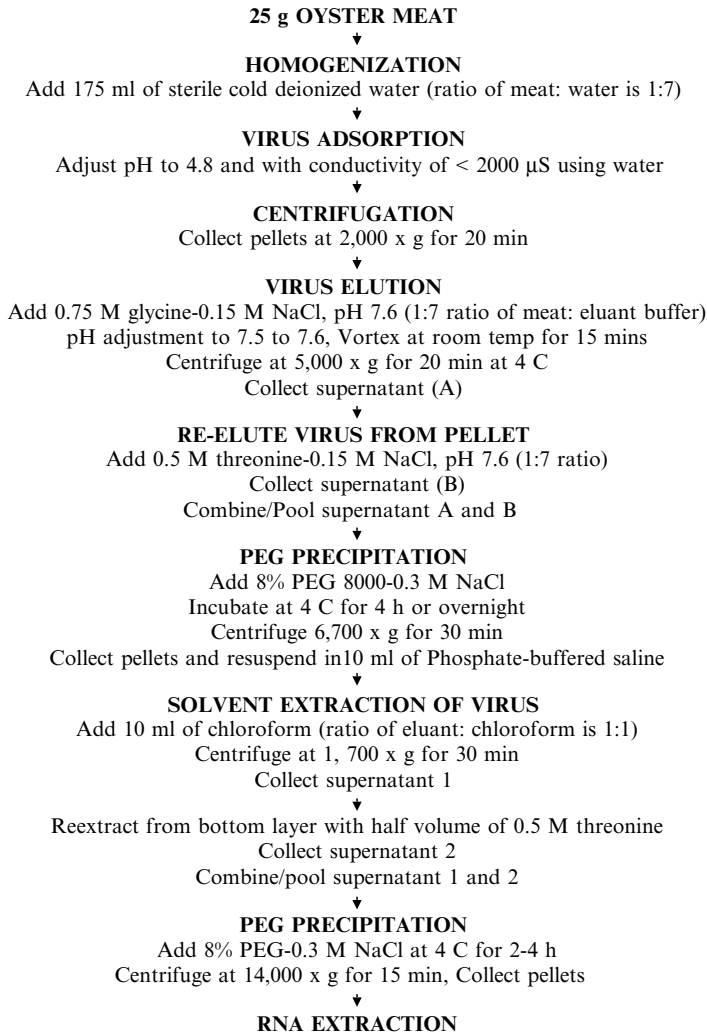 25 g OYSTER MEAT
HOMOGENIZATION
Add 175 ml of sterile cold deionized water (ratio of meat: water is 1:7)
VIRUS ADSORPTION
Adjust pH to 4.8 and with conductivity of < 2000 µS using water
CENTRIFUGATION
Collect pellets at 2,000 x g for 20 min
VIRUS ELUTION
Add 0.75 M glycine-0.15 M NaCl, pH 7.6 (1:7 ratio of meat: eluant buffer)
pH adjustment to 7.5 to 7.6, Vortex at room temp for 15 mins
Centrifuge at 5,000 x g for 20 min at 4 C
Collect supernatant (A)
RE-ELUTE VIRUS FROM PELLET
Add 0.5 M threonine-0.15 M NaCl, pH 7.6 (1:7 ratio)
Collect supernatant (B)
Combine/Pool supernatant A and B
PEG PRECIPITATION
Add 8% PEG 8000-0.3 M NaCl
Incubate at 4 C for 4 h or overnight
Centrifuge 6,700 x g for 30 min
Collect pellets and resuspend in10 ml of Phosphate-buffered saline
SOLVENT EXTRACTION OF VIRUS
Add 10 ml of chloroform (ratio of eluant: chloroform is 1:1)
Centrifuge at 1, 700 x g for 30 min
Collect supernatant 1
Reextract from bottom layer with half volume of 0.5 M threonine
Collect supernatant 2
Combine/pool supernatant 1 and 2
PEG PRECIPITATION
Add 8% PEG-0.3 M NaCl at 4 C for 2-4 h
Centrifuge at 14,000 x g for 15 min, Collect pellets
RNA EXTRACTION